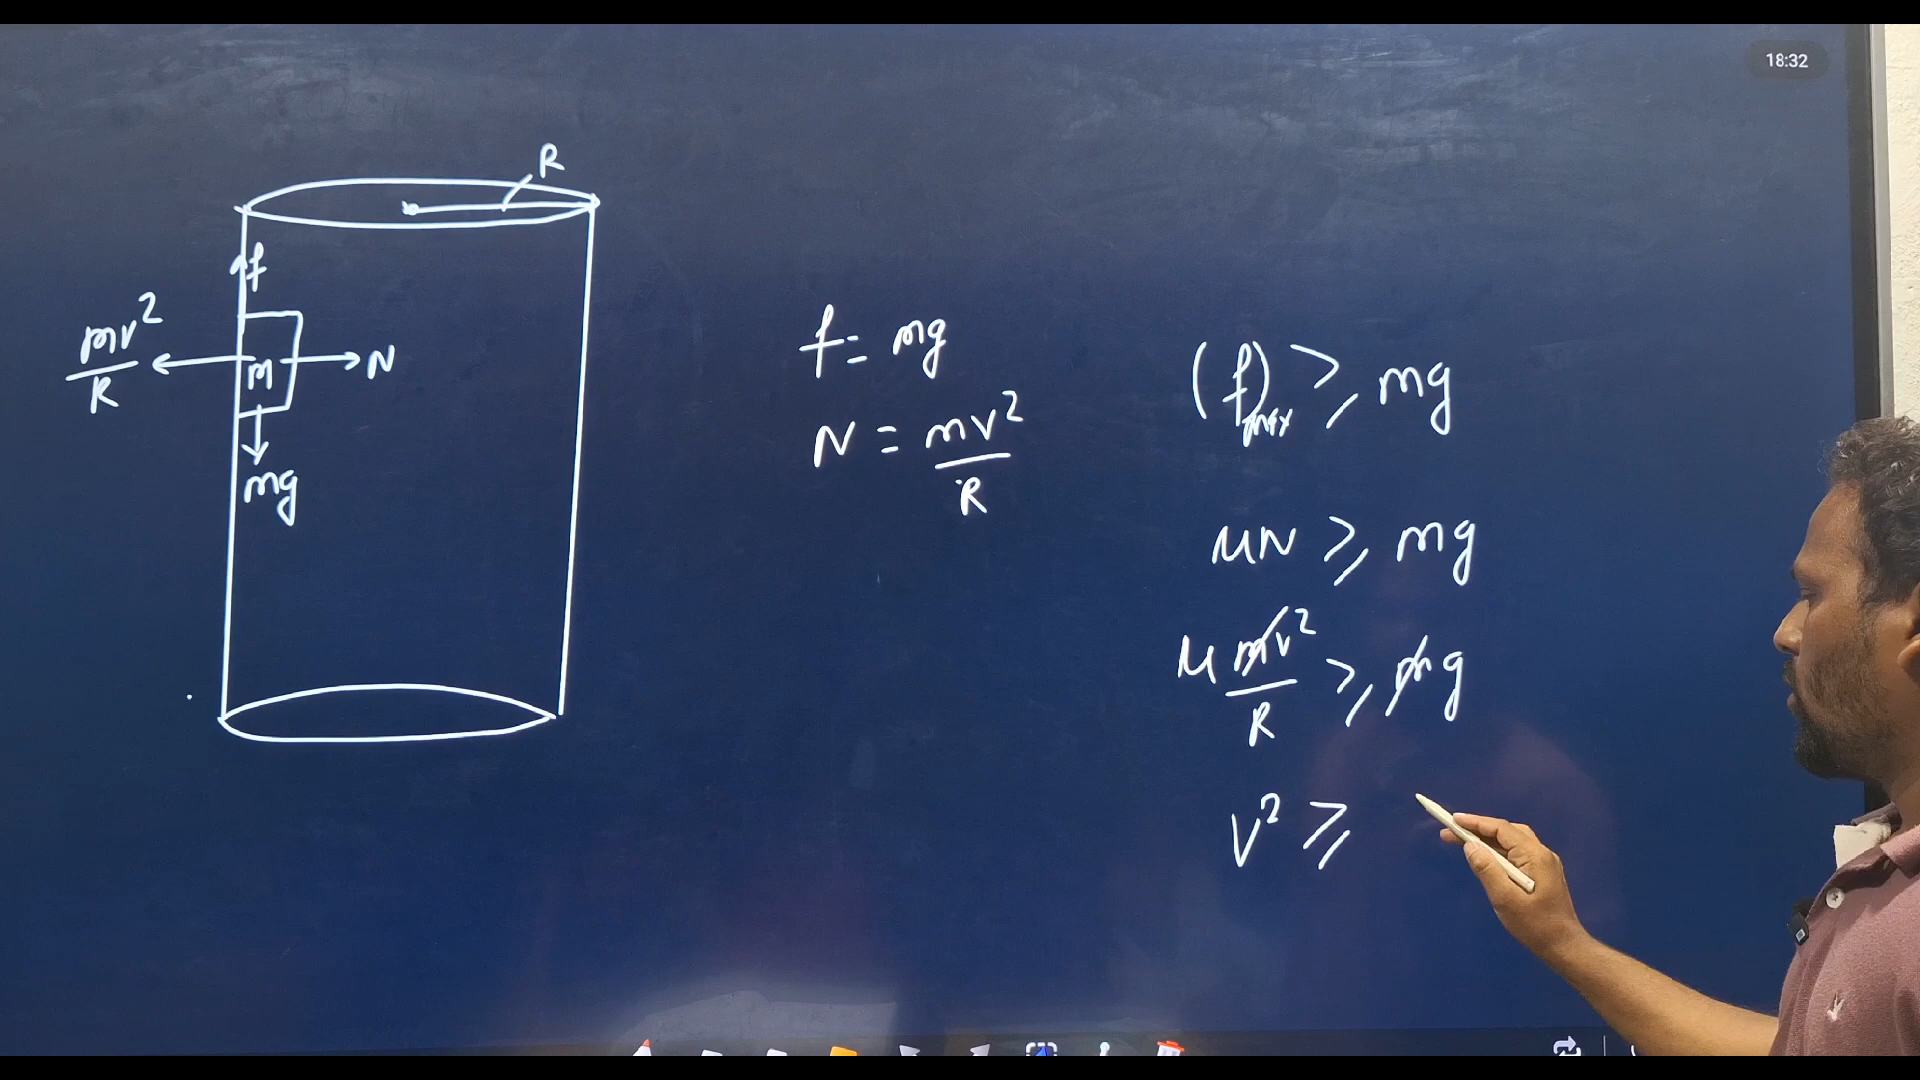 18:32
R
f
mv²/R
m
N
mg
f = mg
N = mv²/R
(f)max ≥ mg
μN ≥ mg
μ mv²/R ≥ mg
v² ≥